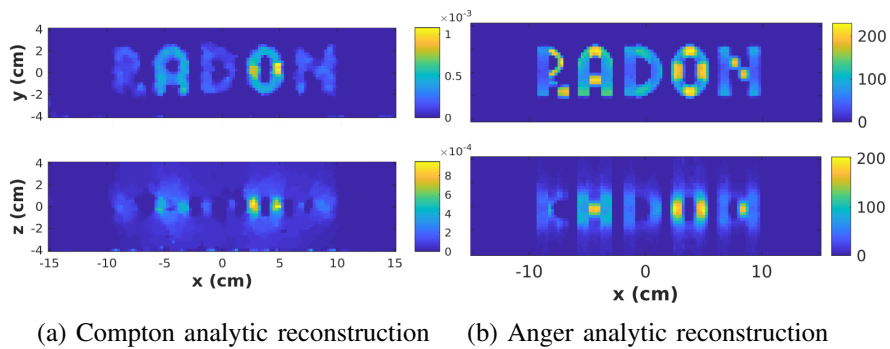 4
2
0
-2
-4
y (cm)
RADON
×10⁻³
1
0.5
0
200
100
0
RADON
4
2
0
-2
-4
z (cm)
-15 -10 -5 0 5 10 15
x (cm)
×10⁻⁴
8
6
4
2
0
-10 0 10
x (cm)
200
100
0
(a) Compton analytic reconstruction
(b) Anger analytic reconstruction